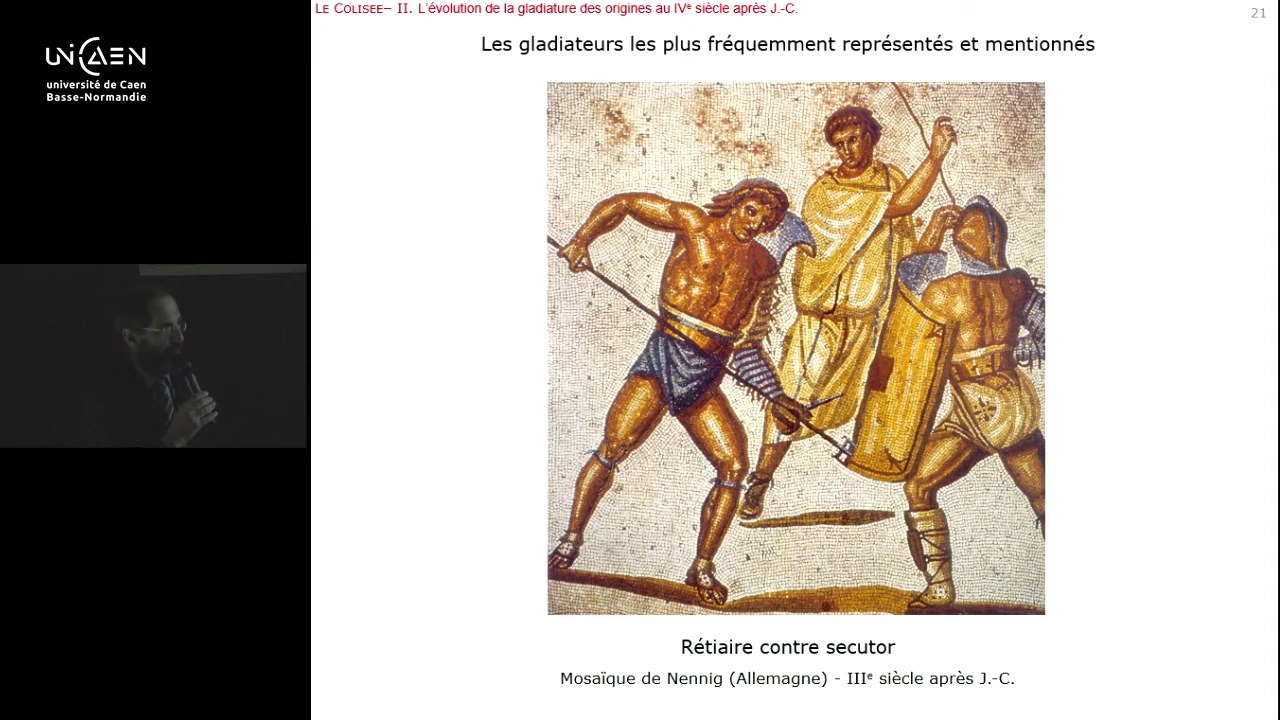 LE COLISEE– II. L'évolution de la gladiature des origines au IVe siècle après J.-C.
21
UNICAEN
université de Caen
Basse-Normandie
Les gladiateurs les plus fréquemment représentés et mentionnés
Rétiaire contre secutor
Mosaïque de Nennig (Allemagne) - IIIe siècle après J.-C.